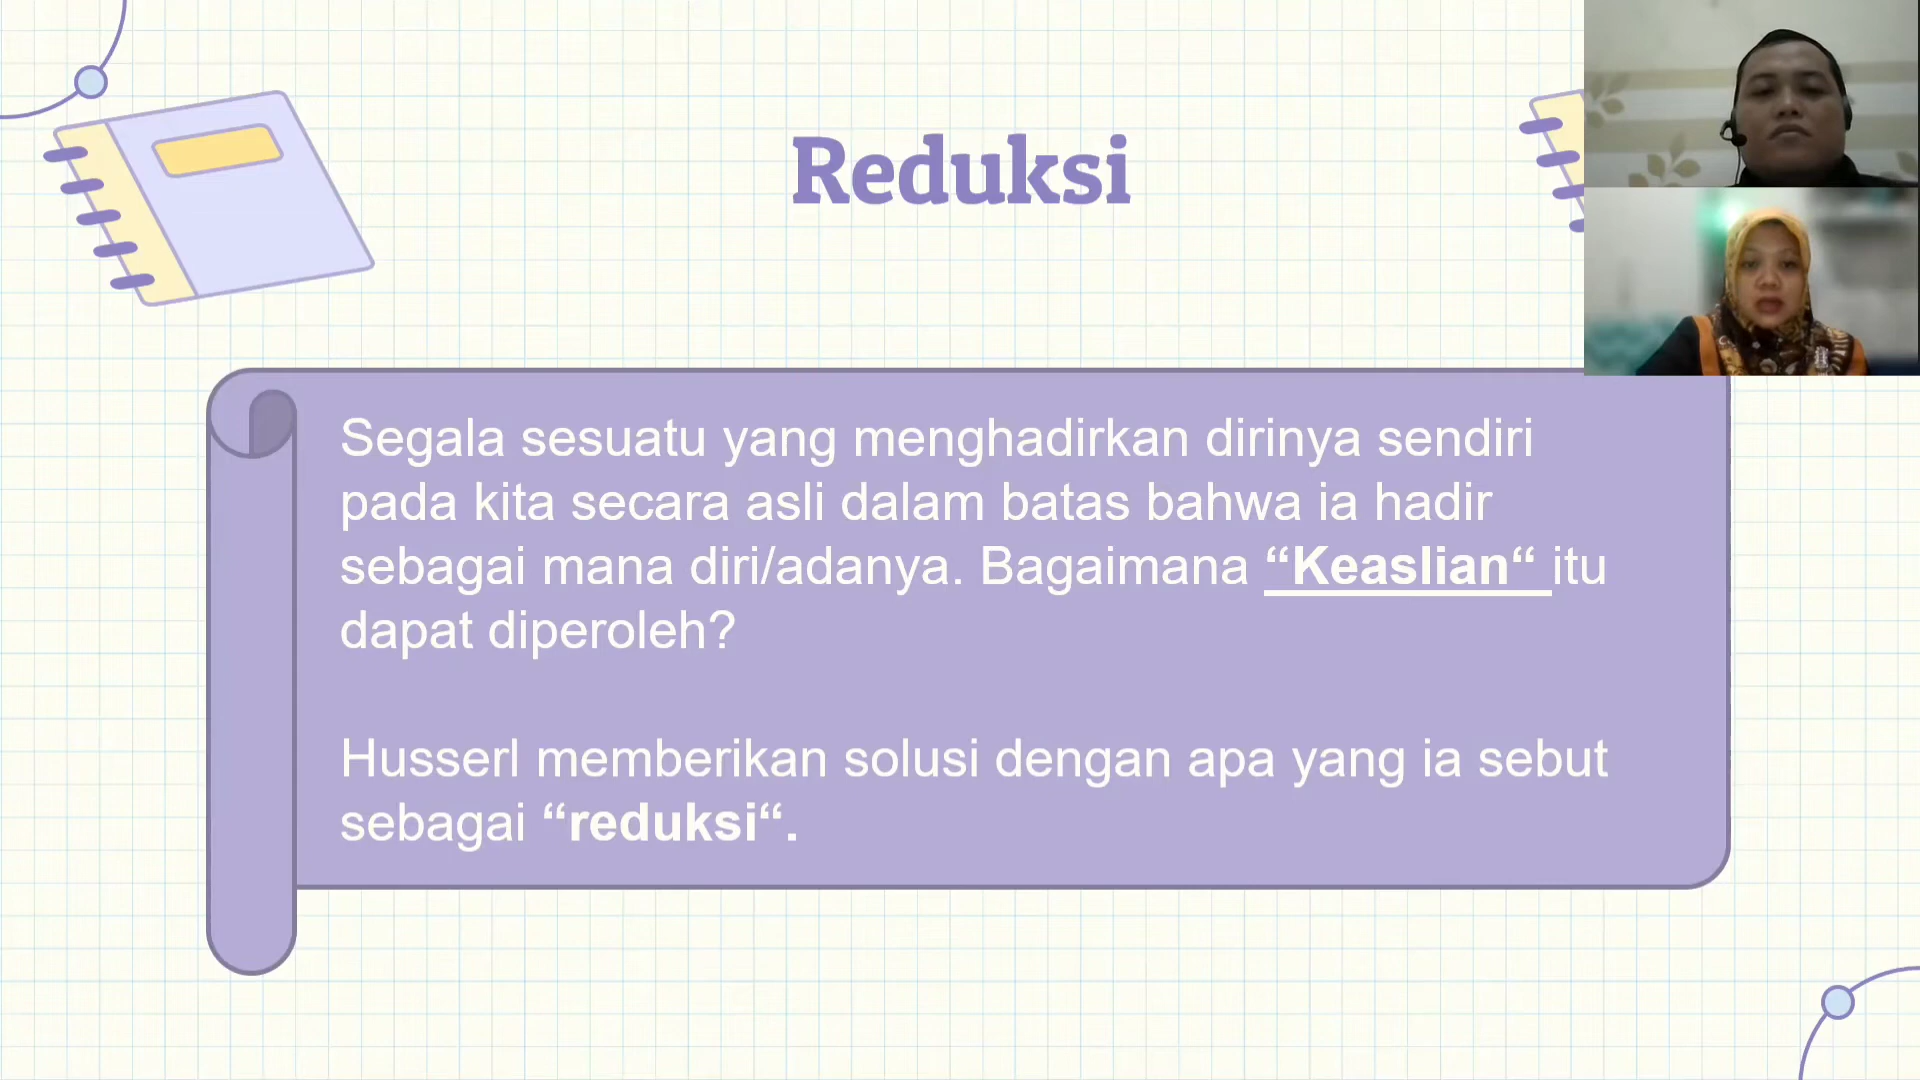 Reduksi
Segala sesuatu yang menghadirkan dirinya sendiri
pada kita secara asli dalam batas bahwa ia hadir
sebagai mana diri/adanya. Bagaimana “Keaslian“ itu
dapat diperoleh?
Husserl memberikan solusi dengan apa yang ia sebut
sebagai “reduksi“.